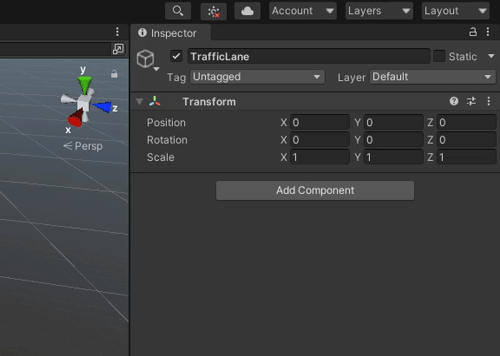 Account Layers Layout
Inspector
TrafficLane Static
Tag Untagged Layer Default
Transform
Position X 0 Y 0 Z 0
Rotation X 0 Y 0 Z 0
Scale X 1 Y 1 Z 1
Add Component
y
z
x
Persp